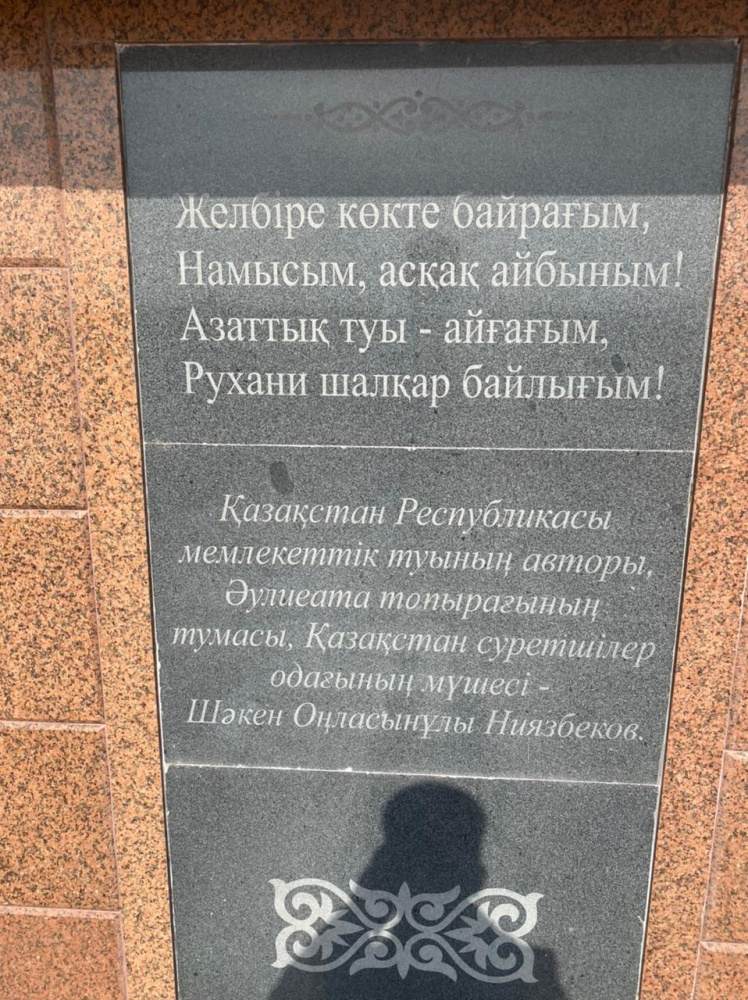 Желбіре көкте байрағым,
Намысым, асқақ айбыным!
Азаттық туы - айғағым,
Рухани шалқар байлығым!
Қазақстан Республикасы
мемлекеттік туының авторы,
Әулиеата топырағының
тумасы, Қазақстан суретшілер
одағының мүшесі -
Шәкен Оңласынұлы Ниязбеков.